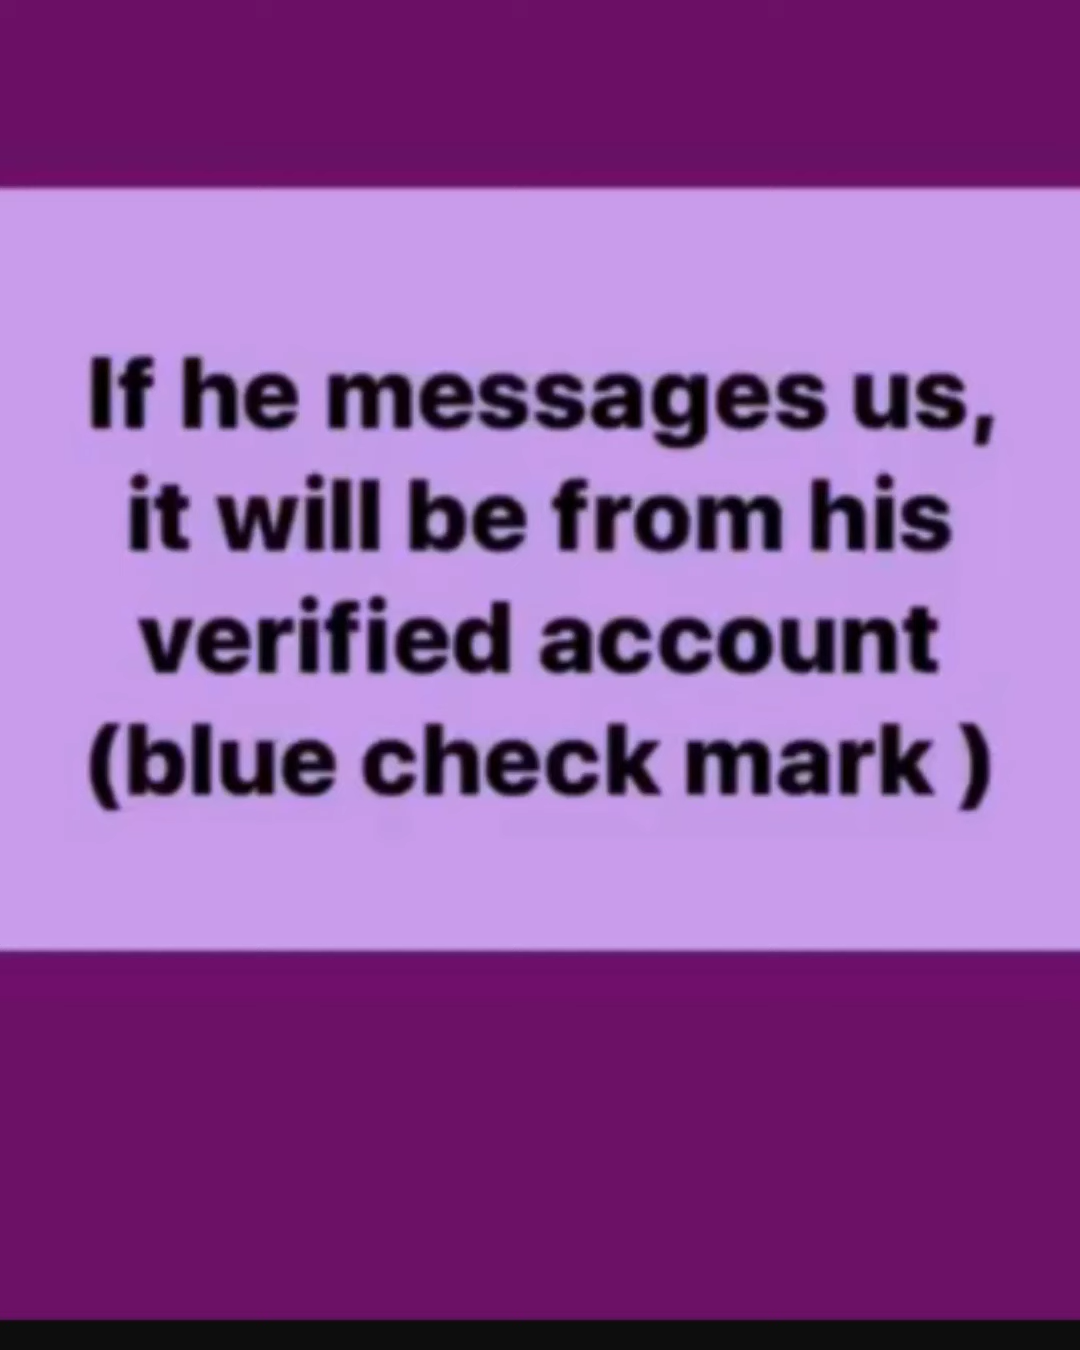 If he messages us,
it will be from his
verified account
(blue check mark )